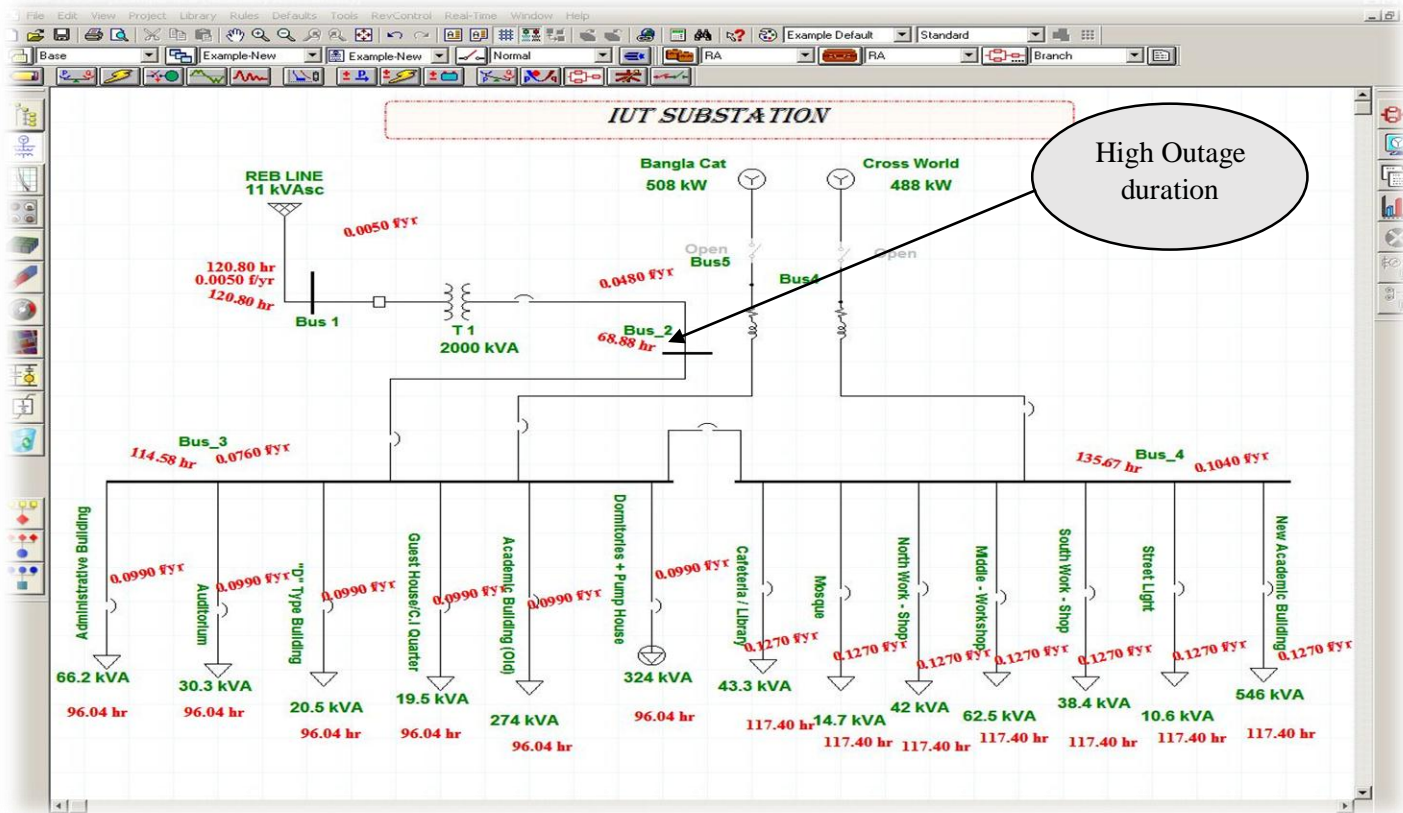 File Edit View Project Library Rules Defaults Tools RevControl Real-Time Window Help
Example Default Standard
Base Example-New Example-New Normal RA RA Branch
IUT SUBSTATION
High Outage
duration
REB LINE
11 kVAsc
Bangla Cat
508 kW
Cross World
488 kW
0.0050 f/yr
Open
Open
Bus5
Bus4
120.80 hr
0.0050 f/yr
120.80 hr
0.0480 f/yr
Bus 1
T 1
2000 kVA
Bus_2
68.88 hr
Bus_3
114.58 hr 0.0760 f/yr
Bus_4
135.67 hr 0.1040 f/yr
Administrative Building
0.0990 f/yr
66.2 kVA
96.04 hr
Auditorium
0.0990 f/yr
30.3 kVA
96.04 hr
"D" Type Building
0.0990 f/yr
20.5 kVA
96.04 hr
Guest House/C.I Quarter
0.0990 f/yr
19.5 kVA
96.04 hr
Academic Building (Old)
0.0990 f/yr
274 kVA
96.04 hr
Dormitories + Pump House
0.0990 f/yr
324 kVA
96.04 hr
Cafeteria / Library
0.1270 f/yr
43.3 kVA
117.40 hr
Mosque
0.1270 f/yr
14.7 kVA
117.40 hr
North Work - Shop
0.1270 f/yr
42 kVA
117.40 hr
Middle - Workshop
0.1270 f/yr
62.5 kVA
117.40 hr
South Work - Shop
0.1270 f/yr
38.4 kVA
117.40 hr
Street Light
0.1270 f/yr
10.6 kVA
117.40 hr
New Academic Building
0.1270 f/yr
546 kVA
117.40 hr